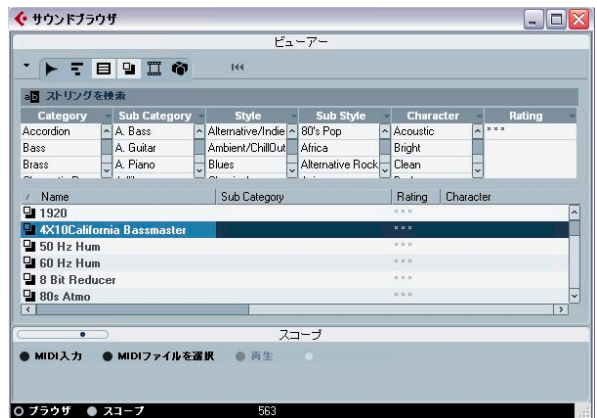 サウンドブラウザ
ビューアー
ab ストリングを検索
Category Sub Category Style Sub Style Character Rating
Accordion A. Bass Alternative/Indie 80's Pop Acoustic ***
Bass A. Guitar Ambient/ChillOut Africa Bright
Brass A. Piano Blues Alternative Rock Clean
/ Name Sub Category Rating Character
1920 ***
4X10California Bassmaster ***
50 Hz Hum ***
60 Hz Hum ***
8 Bit Reducer ***
80s Atmo ***
スコープ
MIDI入力 MIDIファイルを選択 再生
ブラウザ スコープ 563